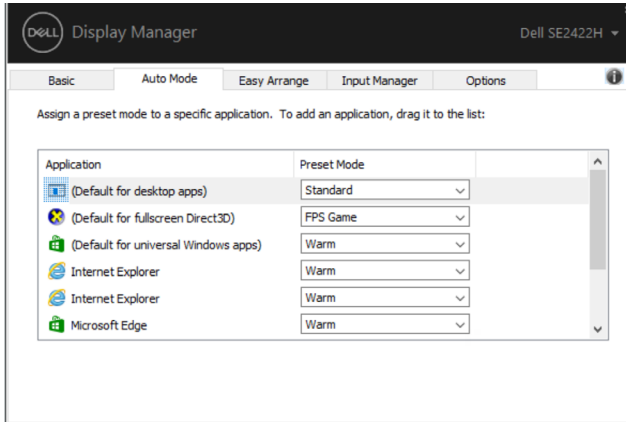 DELL Display Manager Dell SE2422H
Basic Auto Mode Easy Arrange Input Manager Options
Assign a preset mode to a specific application. To add an application, drag it to the list:
Application Preset Mode
(Default for desktop apps) Standard
(Default for fullscreen Direct3D) FPS Game
(Default for universal Windows apps) Warm
Internet Explorer Warm
Internet Explorer Warm
Microsoft Edge Warm